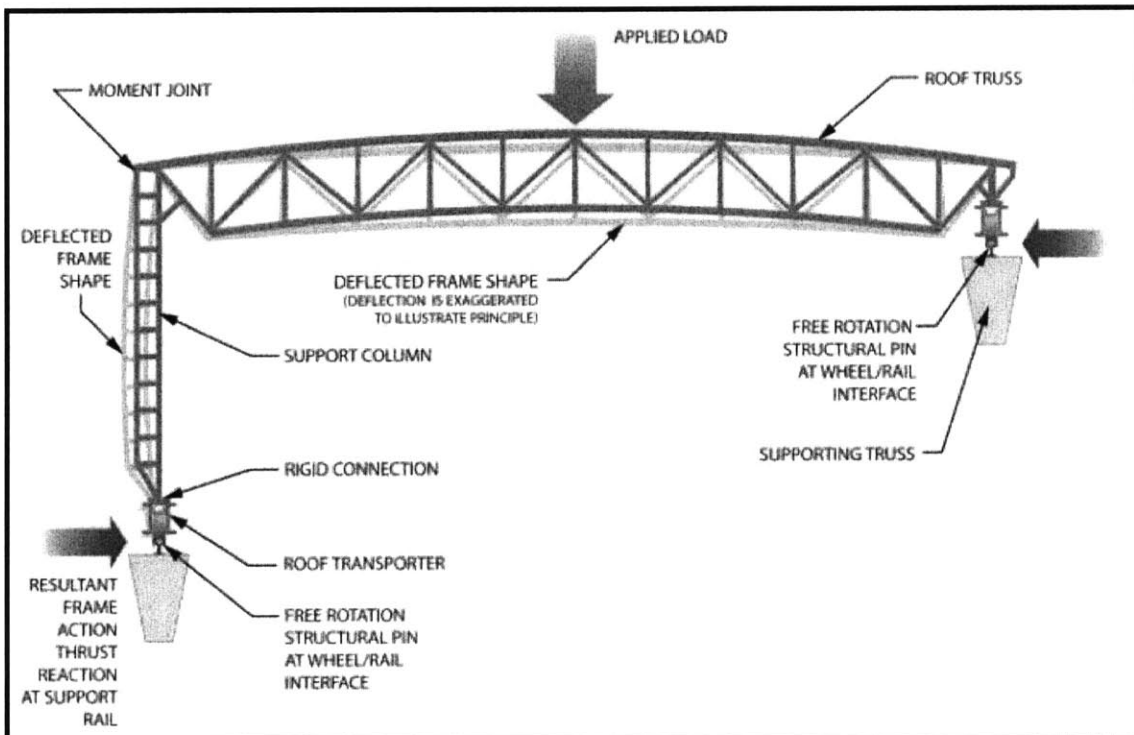 APPLIED LOAD
MOMENT JOINT
ROOF TRUSS
DEFLECTED
FRAME
SHAPE
DEFLECTED FRAME SHAPE
(DEFLECTION IS EXAGGERATED
TO ILLUSTRATE PRINCIPLE)
SUPPORT COLUMN
FREE ROTATION
STRUCTURAL PIN
AT WHEEL/RAIL
INTERFACE
SUPPORTING TRUSS
RIGID CONNECTION
ROOF TRANSPORTER
RESULTANT
FRAME
ACTION
THRUST
REACTION
AT SUPPORT
RAIL
FREE ROTATION
STRUCTURAL PIN
AT WHEEL/RAIL
INTERFACE